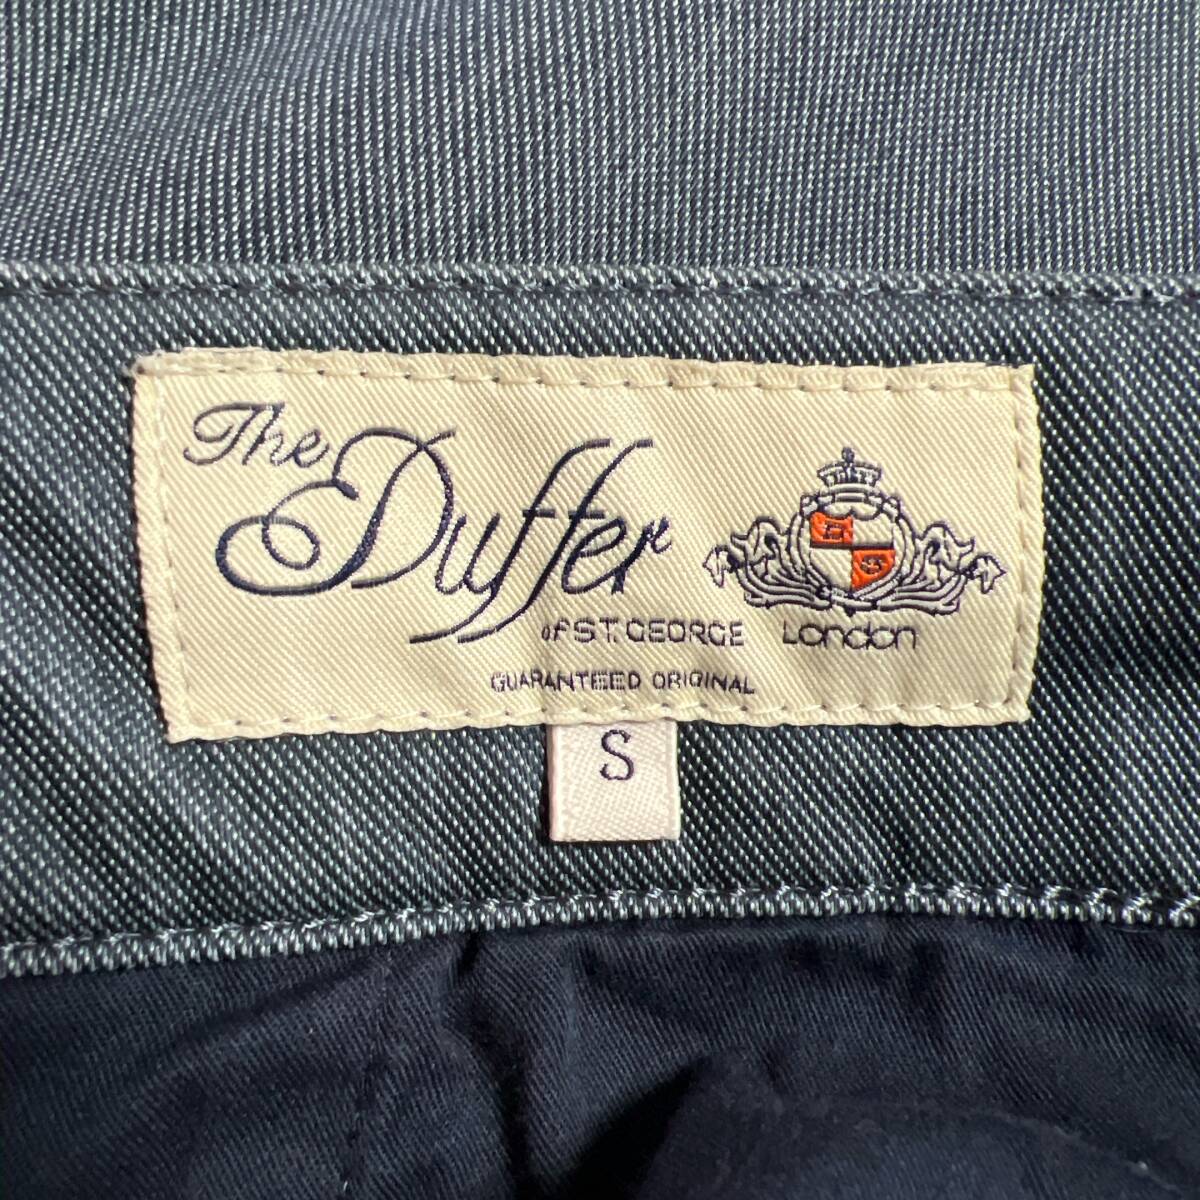 The Duffer
OF ST. GEORGE
London
GUARANTEED ORIGINAL
S
D
S